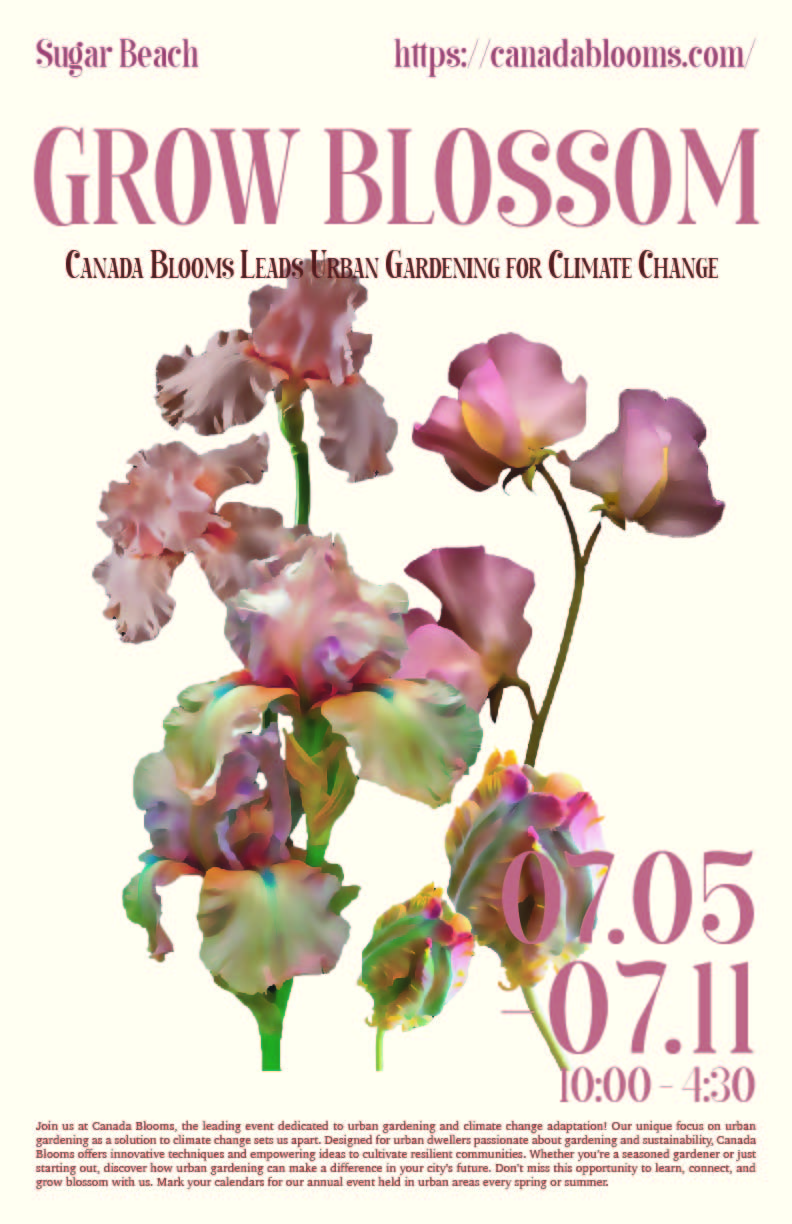 Sugar Beach
https://canadablooms.com/
GROW BLOSSOM
Canada Blooms Leads Urban Gardening for Climate Change
07.05
–07.11
10:00 – 4:30
Join us at Canada Blooms, the leading event dedicated to urban gardening and climate change adaptation! Our unique focus on urban
gardening as a solution to climate change sets us apart. Designed for urban dwellers passionate about gardening and sustainability, Canada
Blooms offers innovative techniques and empowering ideas to cultivate resilient communities. Whether you're a seasoned gardener or just
starting out, discover how urban gardening can make a difference in your city's future. Don't miss this opportunity to learn, connect, and
grow blossom with us. Mark your calendars for our annual event held in urban areas every spring or summer.